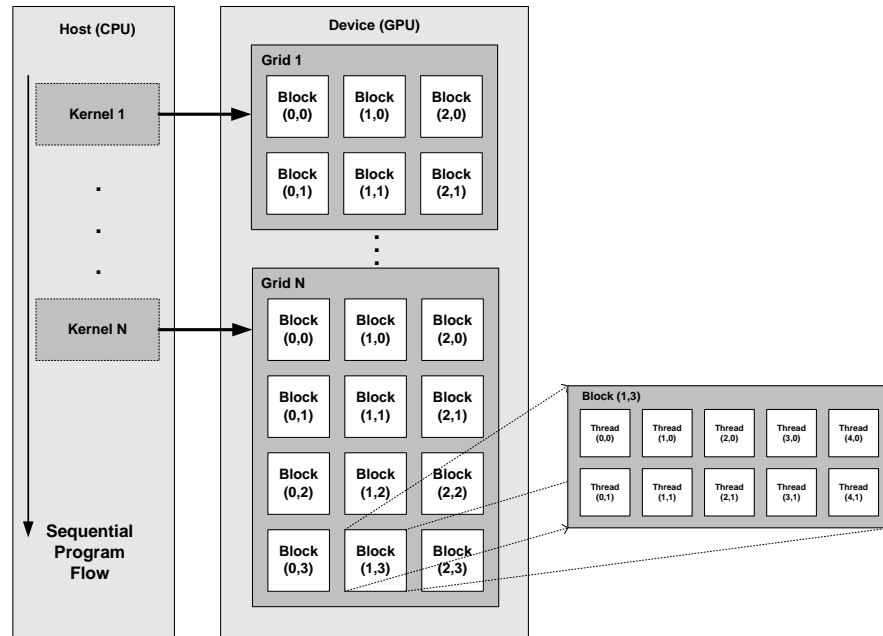 Host (CPU)
Device (GPU)
Kernel 1
.
.
.
Kernel N
Sequential
Program
Flow
Grid 1
Block
(0,0)
Block
(1,0)
Block
(2,0)
Block
(0,1)
Block
(1,1)
Block
(2,1)
.
.
.
Grid N
Block
(0,0)
Block
(1,0)
Block
(2,0)
Block
(0,1)
Block
(1,1)
Block
(2,1)
Block
(0,2)
Block
(1,2)
Block
(2,2)
Block
(0,3)
Block
(1,3)
Block
(2,3)
Block (1,3)
Thread
(0,0)
Thread
(1,0)
Thread
(2,0)
Thread
(3,0)
Thread
(4,0)
Thread
(0,1)
Thread
(1,1)
Thread
(2,1)
Thread
(3,1)
Thread
(4,1)